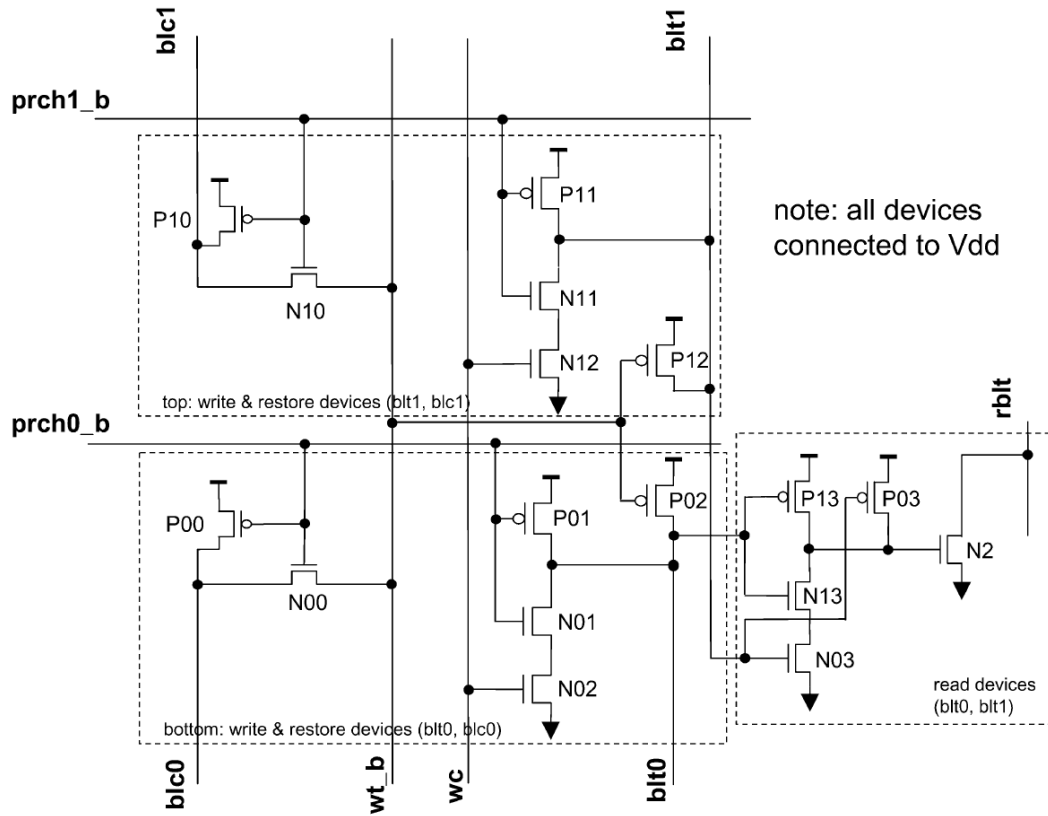 blc1
blt1
prch1_b
P10
P11
note: all devices
connected to Vdd
N10
N11
N12
P12
top: write & restore devices (blt1, blc1)
rblt
prch0_b
P00
P01
P02
P13
P03
N2
N00
N01
N13
N02
N03
read devices
(blt0, blt1)
bottom: write & restore devices (blt0, blc0)
blc0
wt_b
wc
blt0